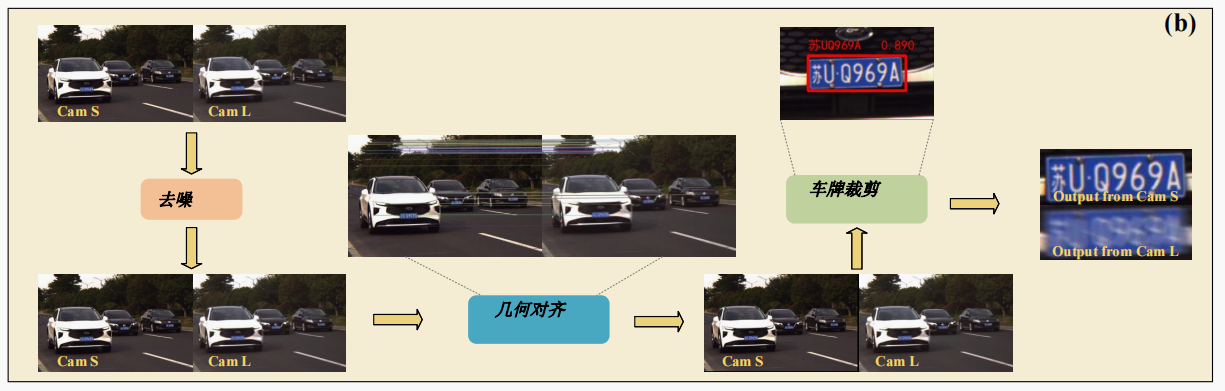 (b)
Cam S
Cam L
去噪
Cam S
Cam L
几何对齐
Cam S
Cam L
苏UQ969A 0.890
苏U·Q969A
车牌裁剪
苏U·Q969A
Output from Cam S
Output from Cam L